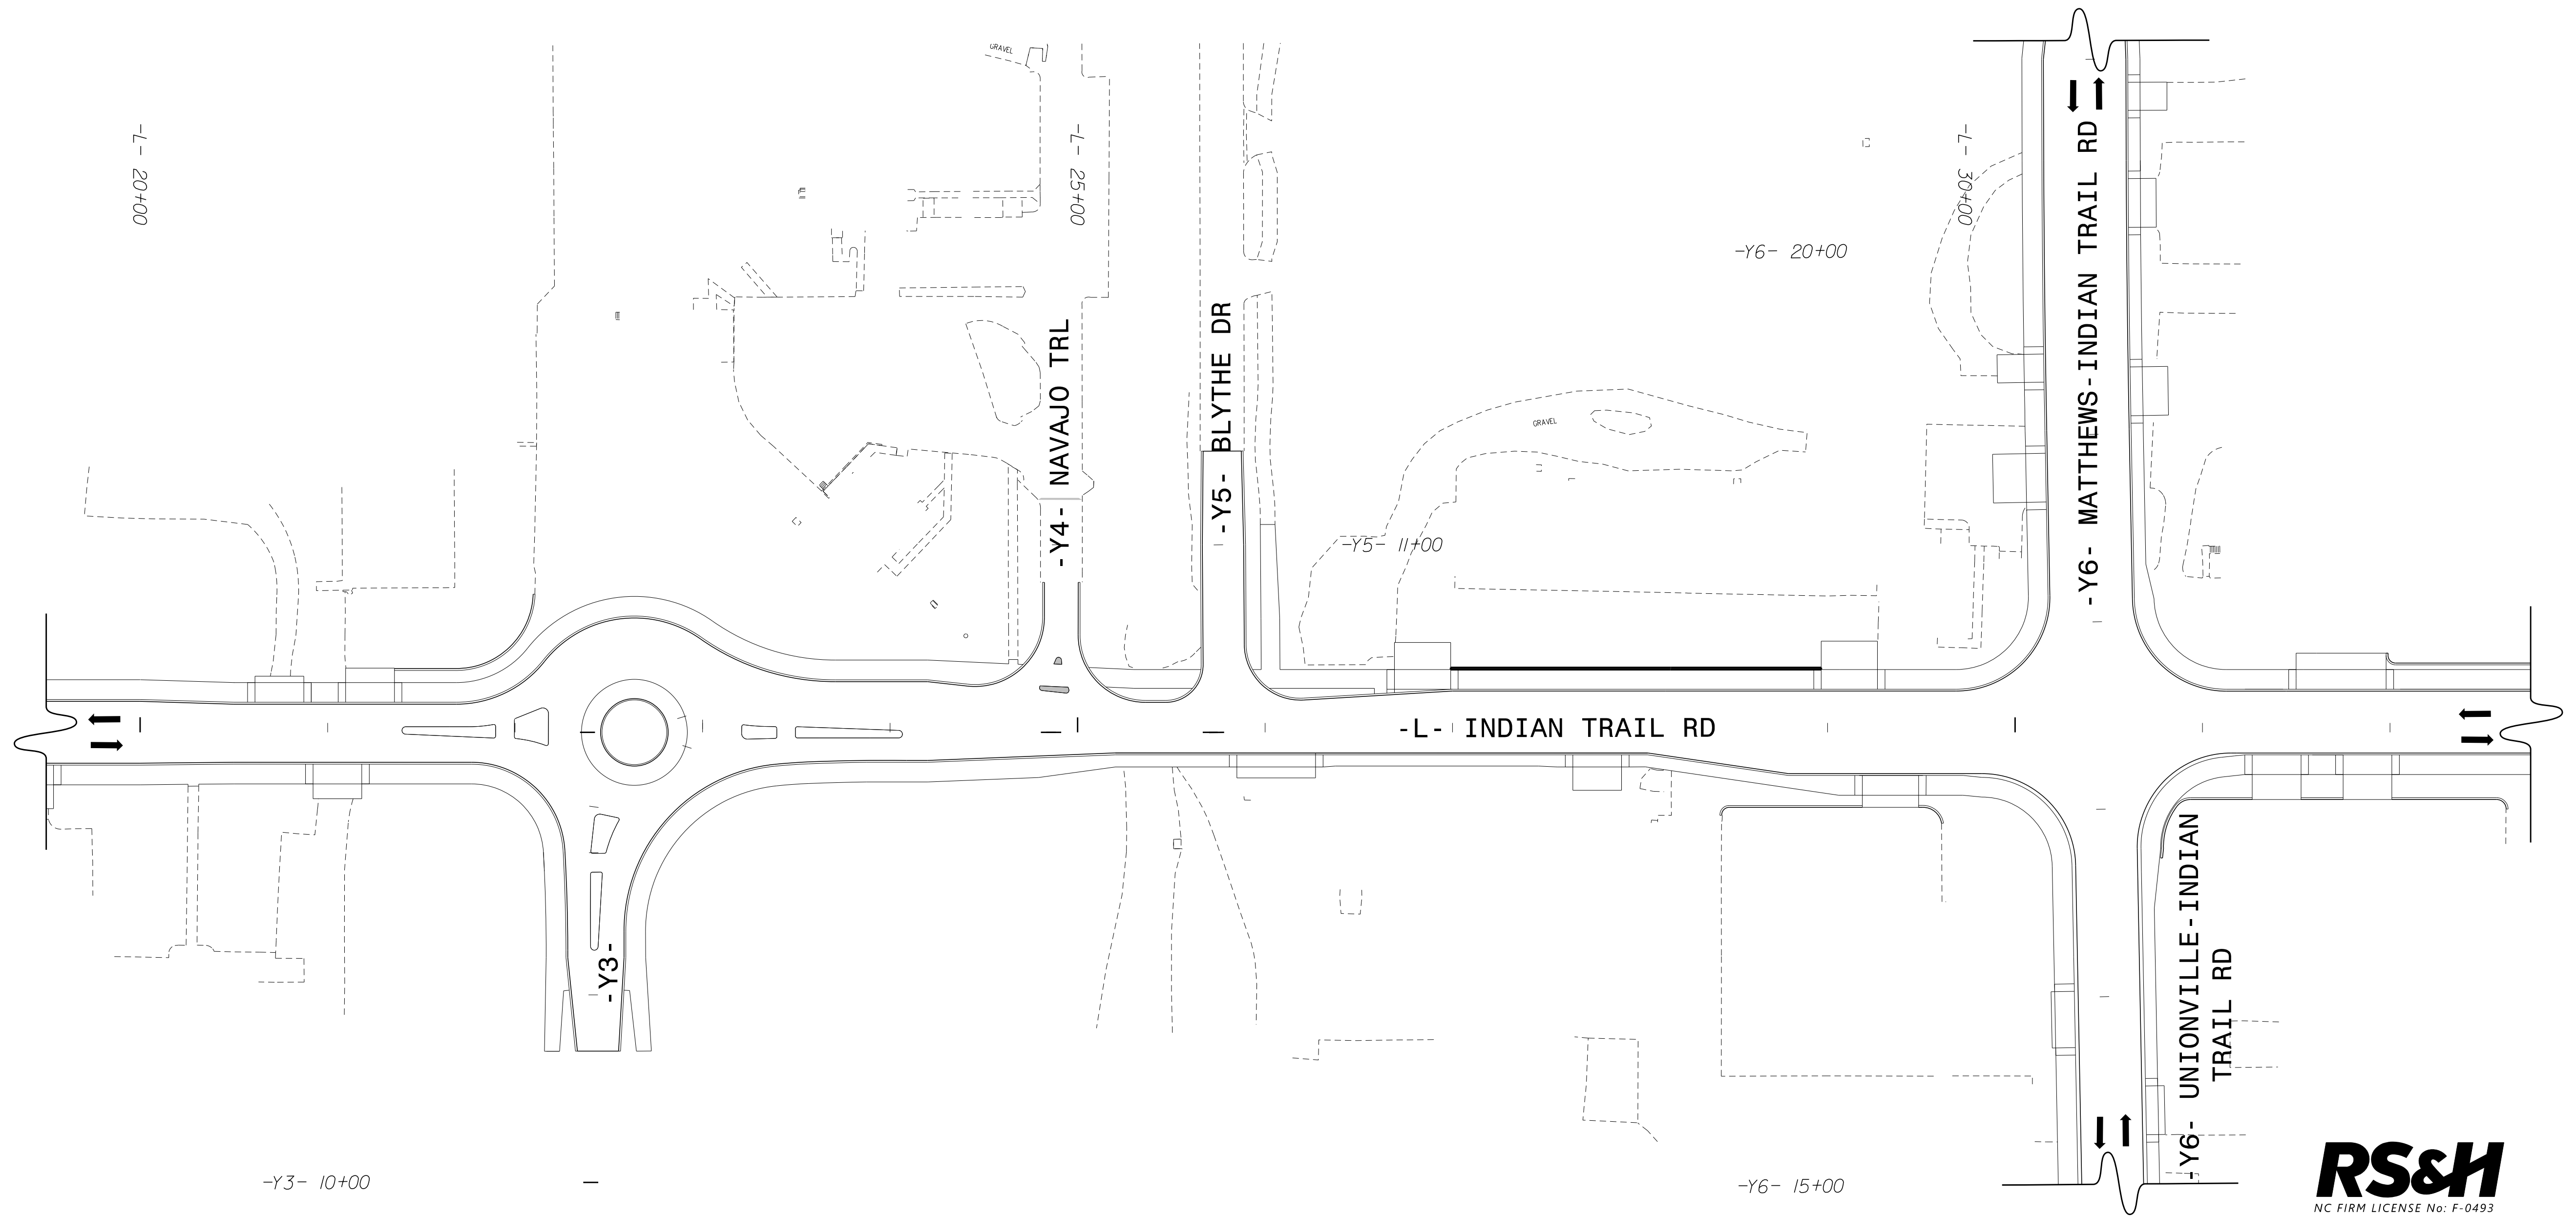 GRAVEL
-L- 20+00
-L- 25+00
-L- 30+00
-Y6- MATTHEWS-INDIAN TRAIL RD
-Y6- 20+00
-Y4- NAVAJO TRL
-Y5- BLYTHE DR
GRAVEL
-Y5- 11+00
-L- INDIAN TRAIL RD
-Y3-
-Y6- UNIONVILLE-INDIAN
TRAIL RD
-Y3- 10+00
-Y6- 15+00
RS&H
NC FIRM LICENSE No: F-0493